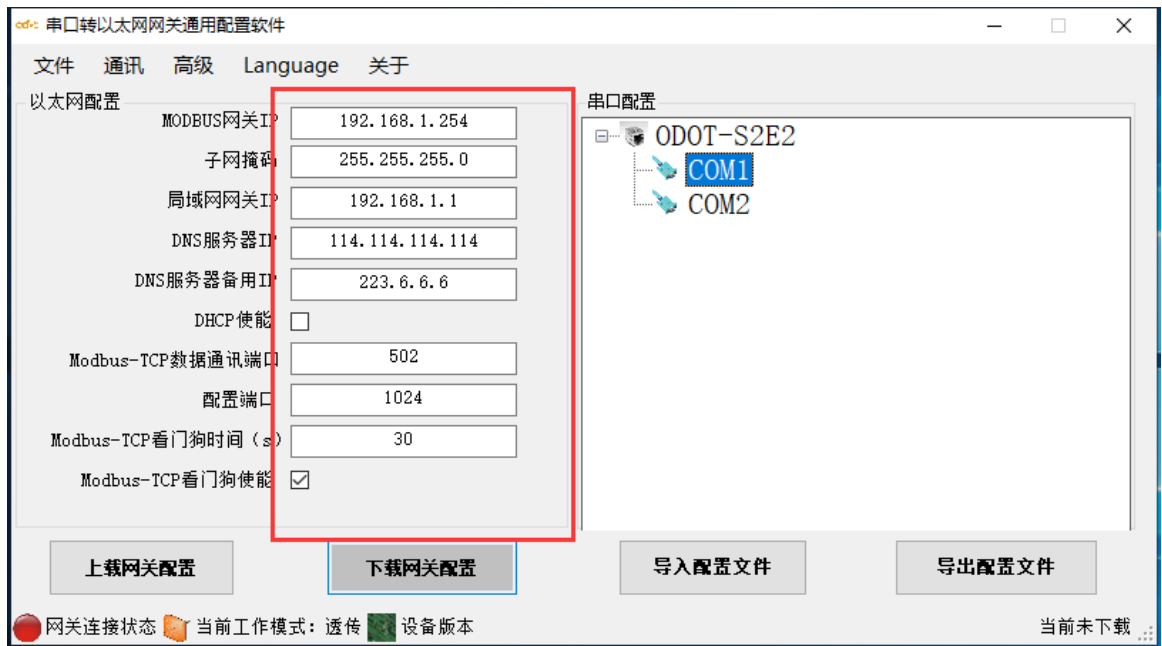 串口转以太网网关通用配置软件
文件 通讯 高级 Language 关于
以太网配置
MODBUS网关IP 192.168.1.254
子网掩码 255.255.255.0
局域网网关IP 192.168.1.1
DNS服务器IP 114.114.114.114
DNS服务器备用IP 223.6.6.6
DHCP使能
Modbus-TCP数据通讯端口 502
配置端口 1024
Modbus-TCP看门狗时间（s） 30
Modbus-TCP看门狗使能
串口配置
ODOT-S2E2
COM1
COM2
上载网关配置 下载网关配置 导入配置文件 导出配置文件
网关连接状态 当前工作模式：透传 设备版本 当前未下载